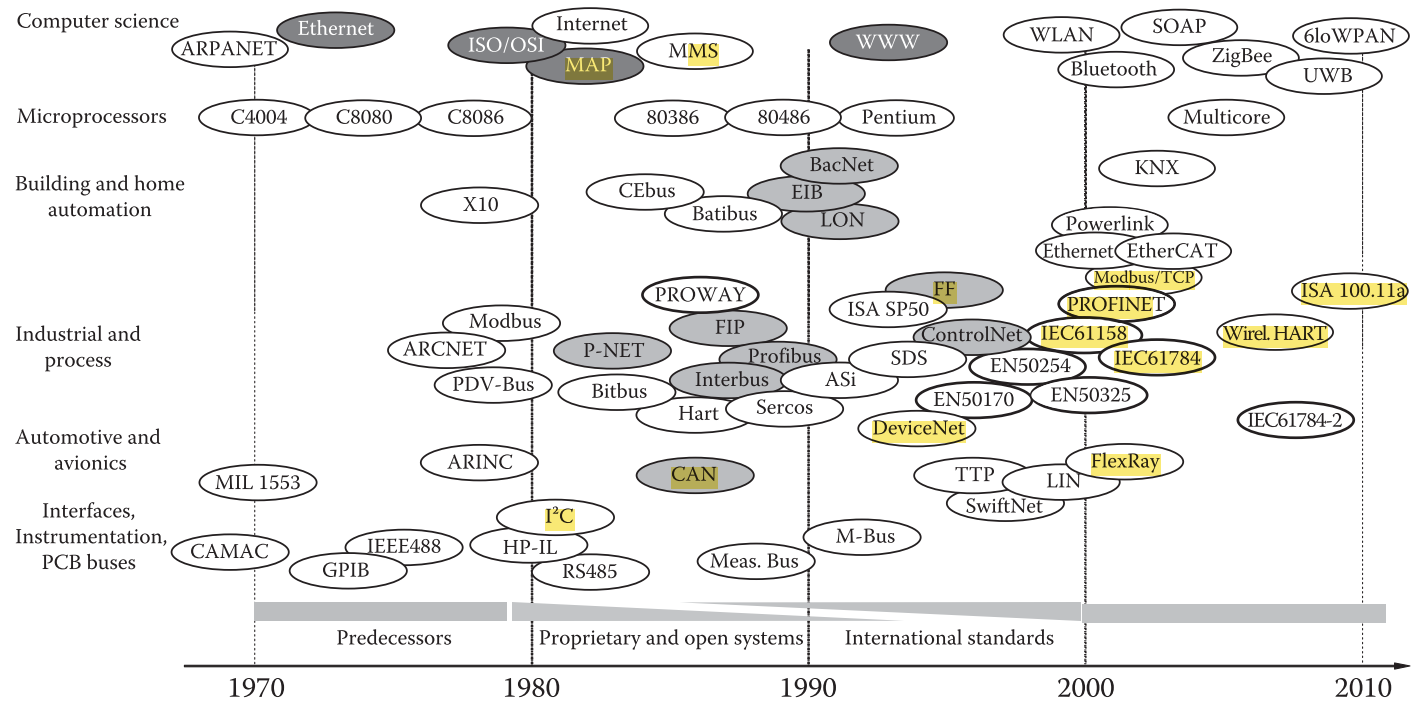 Computer science
ARPANET
Ethernet
ISO/OSI
Internet
MAP
MMS
WWW
WLAN
SOAP
Bluetooth
ZigBee
6loWPAN
UWB
Microprocessors
C4004
C8080
C8086
80386
80486
Pentium
Multicore
Building and home
automation
X10
CEbus
Batibus
BacNet
EIB
LON
KNX
Powerlink
Ethernet
EtherCAT
Modbus/TCP
PROFINET
Industrial and
process
Modbus
ARCNET
PDV-Bus
P-NET
Bitbus
PROWAY
FIP
Profibus
Interbus
Hart
Sercos
ASi
ISA SP50
FF
ControlNet
SDS
IEC61158
IEC61784
EN50254
EN50170
EN50325
DeviceNet
Wirel. HART
ISA 100.11a
IEC61784-2
Automotive and
avionics
MIL 1553
ARINC
CAN
TTP
LIN
FlexRay
SwiftNet
Interfaces,
Instrumentation,
PCB buses
CAMAC
GPIB
IEEE488
HP-IL
I²C
RS485
Meas. Bus
M-Bus
Predecessors
Proprietary and open systems
International standards
1970
1980
1990
2000
2010